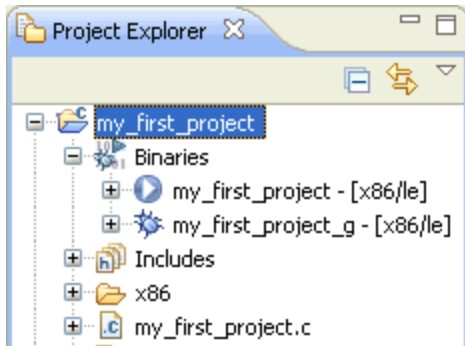 Project Explorer
my_first_project
Binaries
my_first_project - [x86/le]
my_first_project_g - [x86/le]
Includes
x86
my_first_project.c